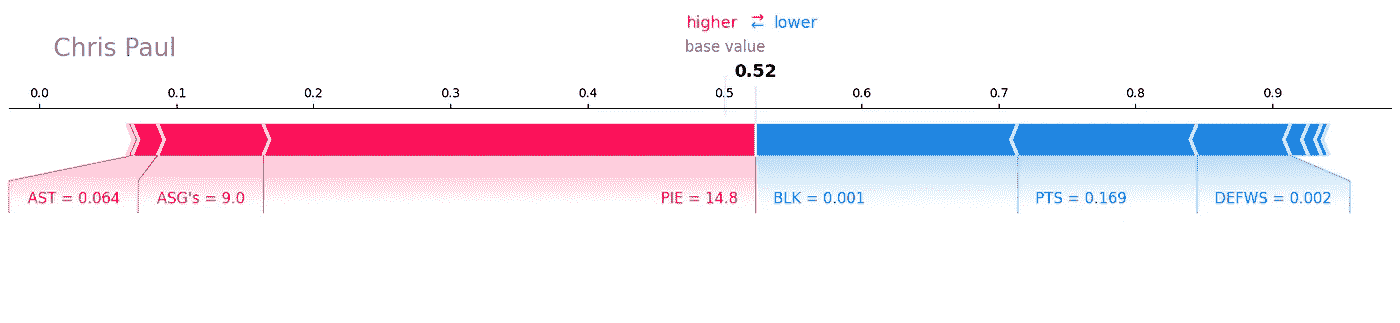 higher ⇄ lower
Chris Paul
base value
0.52
0.0 0.1 0.2 0.3 0.4 0.5 0.6 0.7 0.8 0.9
AST = 0.064 ASG's = 9.0 PIE = 14.8 BLK = 0.001 PTS = 0.169 DEFWS = 0.002